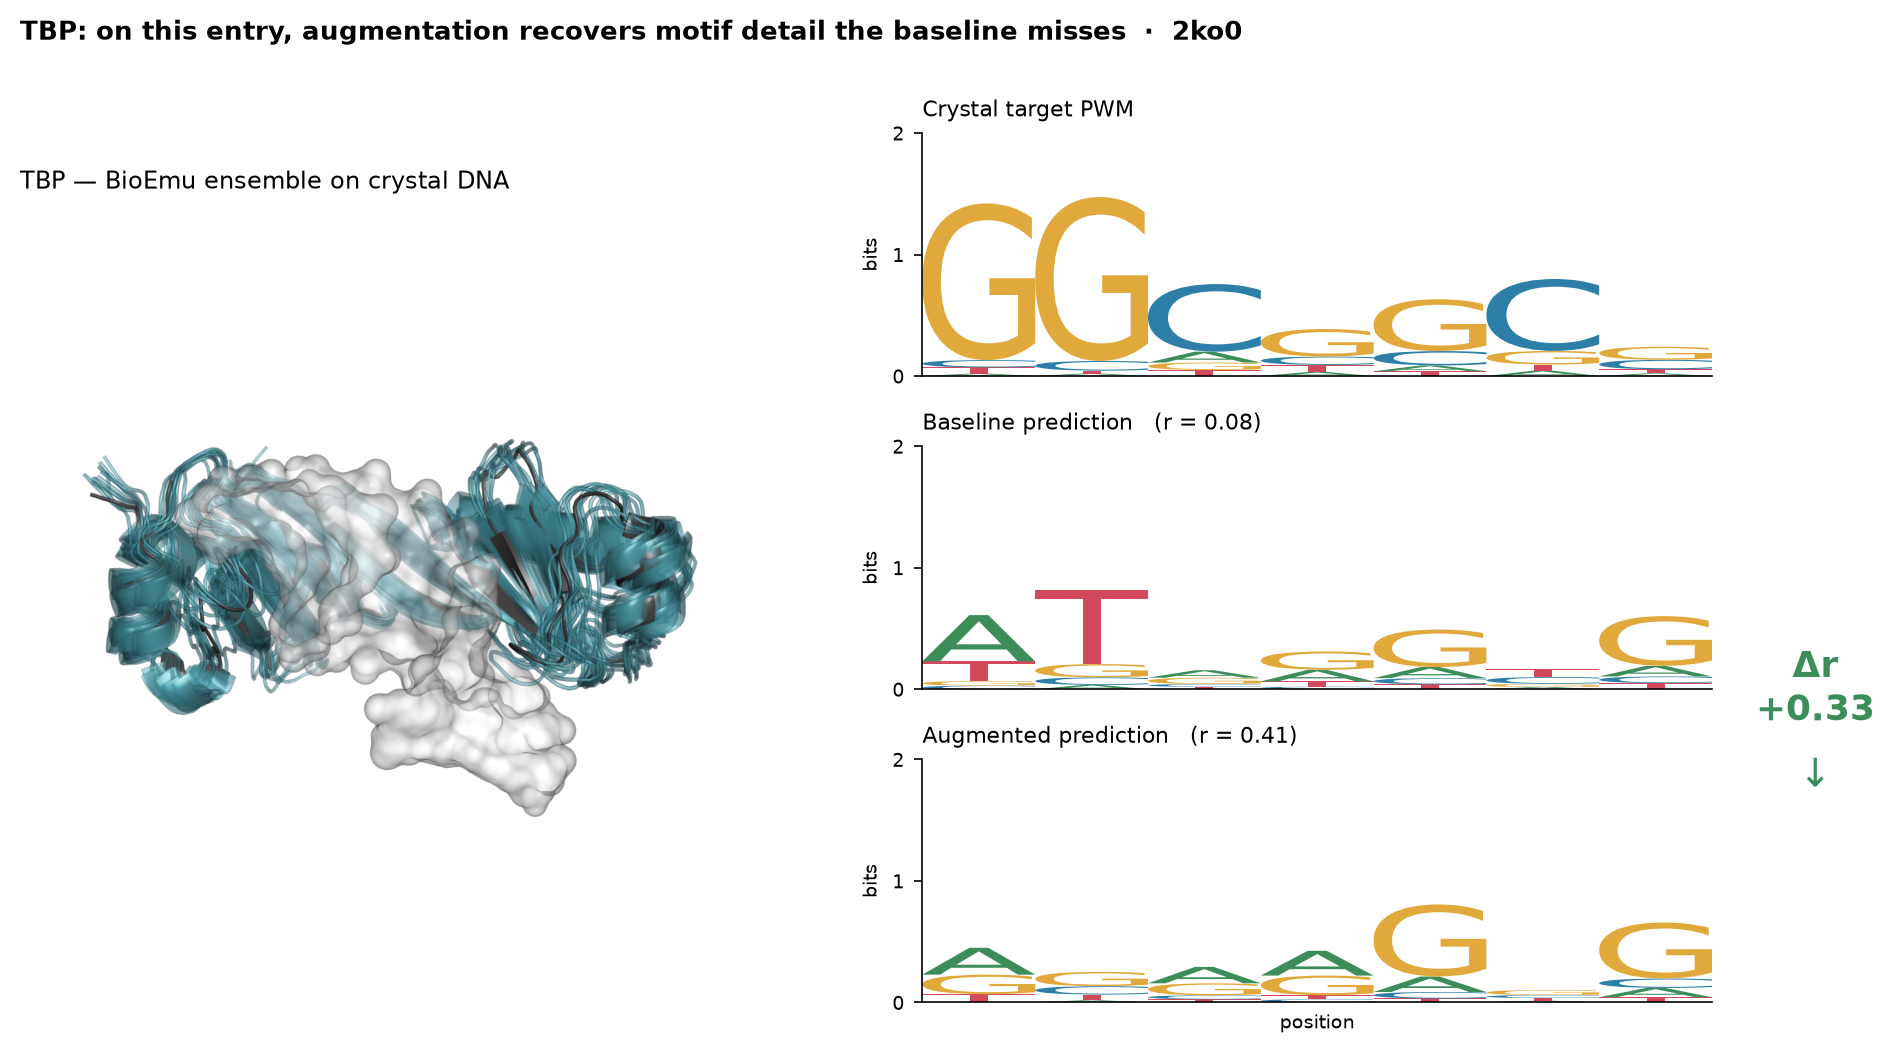 TBP: on this entry, augmentation recovers motif detail the baseline misses · 2ko0
TBP — BioEmu ensemble on crystal DNA
Crystal target PWM
2
1
0
bits
Baseline prediction (r = 0.08)
2
1
0
bits
Augmented prediction (r = 0.41)
2
1
0
bits
position
Δr
+0.33
↓
G G C G G C G
C C A C C G C
T T G T A T T
A A T A T A A
A T A G G T G
T G G A A C A
G C C T C G C
C A T C T A T
A G A A G G G
G C G G A C C
T T C T C T A
C A T C T A T